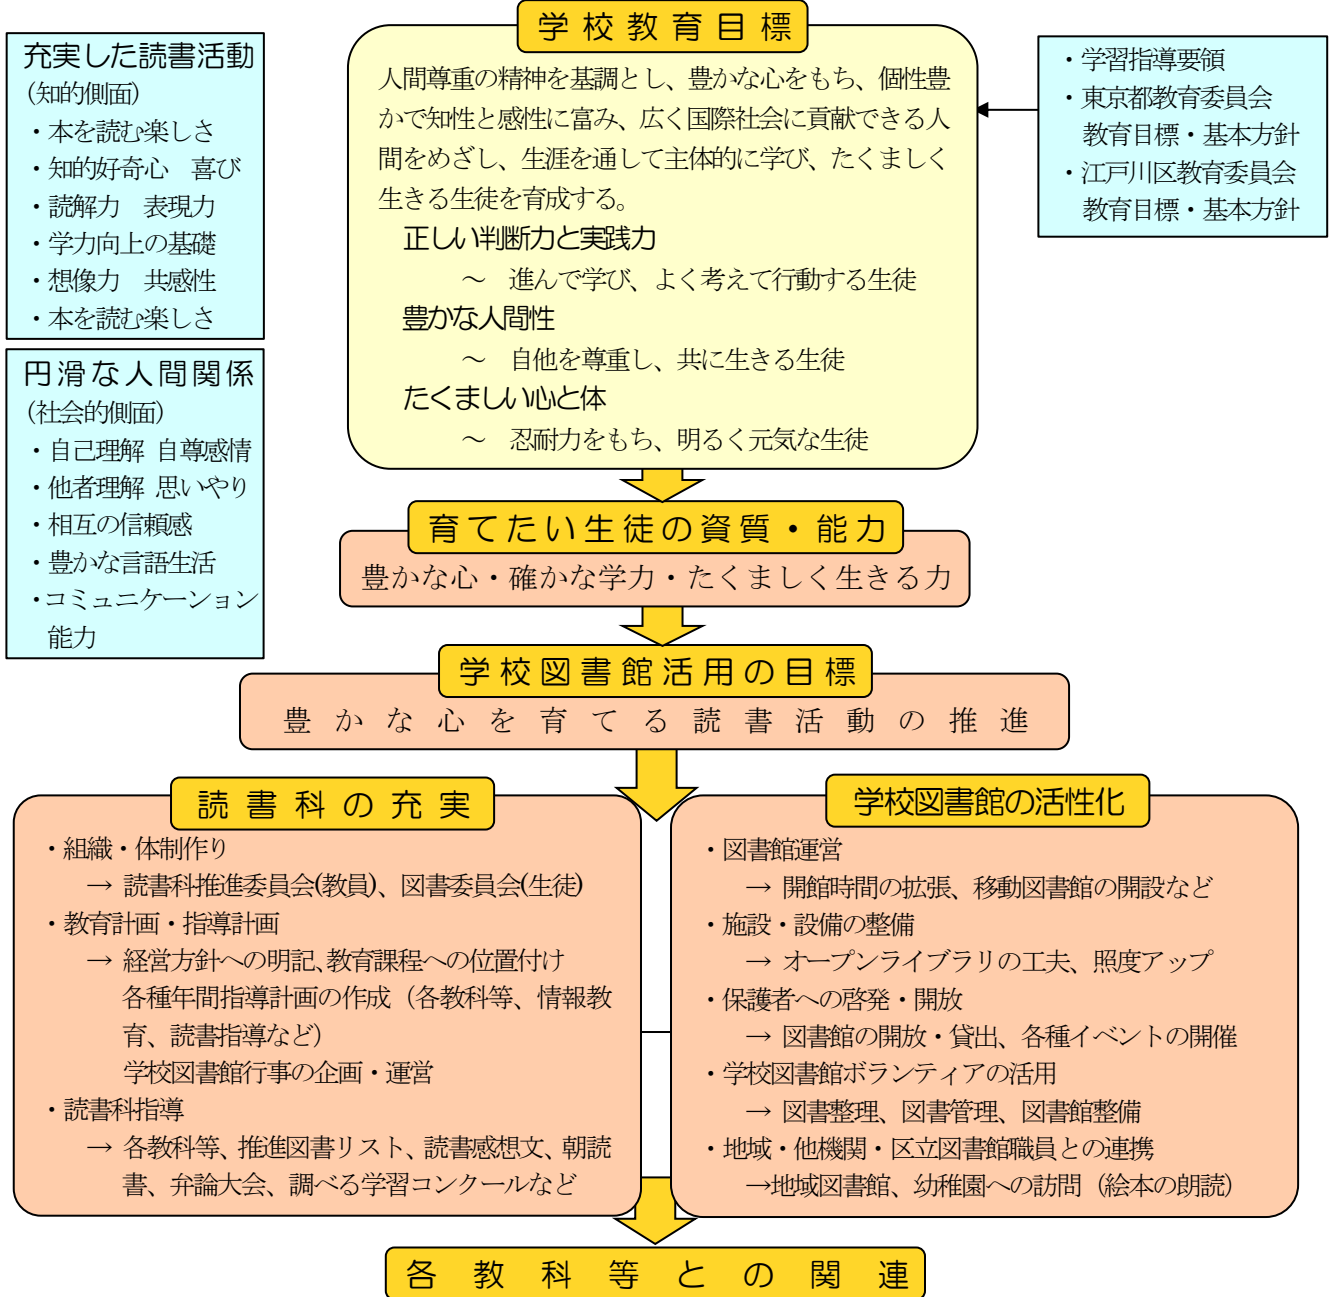 学校教育目標
人間尊重の精神を基調とし、豊かな心をもち、個性豊
かで知性と感性に富み、広く国際社会に貢献できる人
間をめざし、生涯を通して主体的に学び、たくましく
生きる生徒を育成する。
正しい判断力と実践力
～　進んで学び、よく考えて行動する生徒
豊かな人間性
～　自他を尊重し、共に生きる生徒
たくましい心と体
～　忍耐力をもち、明るく元気な生徒
充実した読書活動
(知的側面)
・本を読む楽しさ
・知的好奇心　喜び
・読解力　表現力
・学力向上の基礎
・想像力　共感性
・本を読む楽しさ
円滑な人間関係
(社会的側面)
・自己理解 自尊感情
・他者理解 思いやり
・相互の信頼感
・豊かな言語生活
・コミュニケーション
能力
・学習指導要領
・東京都教育委員会
教育目標・基本方針
・江戸川区教育委員会
教育目標・基本方針
育てたい生徒の資質・能力
豊かな心・確かな学力・たくましく生きる力
学校図書館活用の目標
豊かな心を育てる読書活動の推進
読書科の充実
・組織・体制作り
→ 読書科推進委員会(教員)、図書委員会(生徒)
・教育計画・指導計画
→ 経営方針への明記、教育課程への位置付け
各種年間指導計画の作成（各教科等、情報教
育、読書指導など）
学校図書館行事の企画・運営
・読書科指導
→ 各教科等、推進図書リスト、読書感想文、朝読
書、弁論大会、調べる学習コンクールなど
学校図書館の活性化
・図書館運営
→ 開館時間の拡張、移動図書館の開設など
・施設・設備の整備
→ オープンライブラリの工夫、照度アップ
・保護者への啓発・開放
→ 図書館の開放・貸出、各種イベントの開催
・学校図書館ボランティアの活用
→ 図書整理、図書管理、図書館整備
・地域・他機関・区立図書館職員との連携
→地域図書館、幼稚園への訪問（絵本の朗読）
各教科等との関連